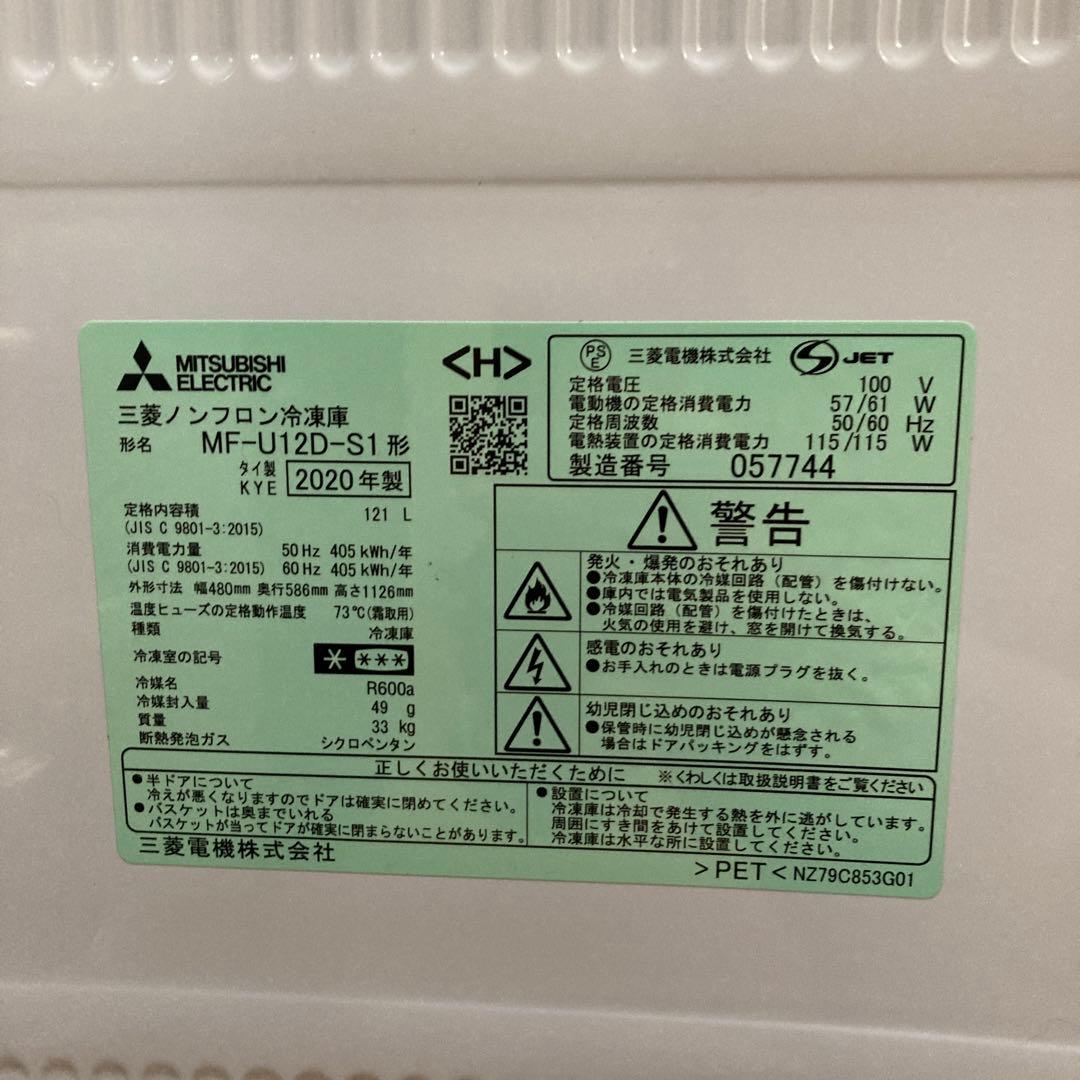 MITSUBISHI
ELECTRIC
<H>
三菱ノンフロン冷凍庫
形名 MF-U12D-S1形
タイ製
KYE 2020年製
定格内容積 121 L
(JIS C 9801-3:2015)
消費電力量 50Hz 405kWh/年
(JIS C 9801-3:2015) 60Hz 405kWh/年
外形寸法 幅480mm 奥行586mm 高さ1126mm
温度ヒューズの定格動作温度 73℃(霜取用)
種類 冷凍庫
冷凍室の記号 * ***
冷媒名 R600a
冷媒封入量 49 g
質量 33 kg
断熱発泡ガス シクロペンタン
PSE 三菱電機株式会社 S JET
定格電圧 100 V
電動機の定格消費電力 57/61 W
定格周波数 50/60 Hz
電熱装置の定格消費電力 115/115 W
製造番号 057744
警告
発火・爆発のおそれあり
●冷凍庫本体の冷媒回路(配管)を傷付けない。
●庫内では電気製品を使用しない。
●冷媒回路(配管)を傷付けたときは、
火気の使用を避け、窓を開けて換気する。
感電のおそれあり
●お手入れのときは電源プラグを抜く。
幼児閉じ込めのおそれあり
●保管時に幼児閉じ込めが懸念される
場合はドアパッキングをはずす。
正しくお使いいただくために ※くわしくは取扱説明書をご覧ください
●半ドアについて
冷えが悪くなりますのでドアは確実に閉めてください。
●バスケットは奥までいれる
バスケットが当ってドアが確実に閉まらないことがあります。
●設置について
冷凍庫は冷却で発生する熱を外に逃がしています。
周囲にすき間をあけて設置してください。
冷凍庫は水平な所に設置してください。
三菱電機株式会社
>PET< NZ79C853G01